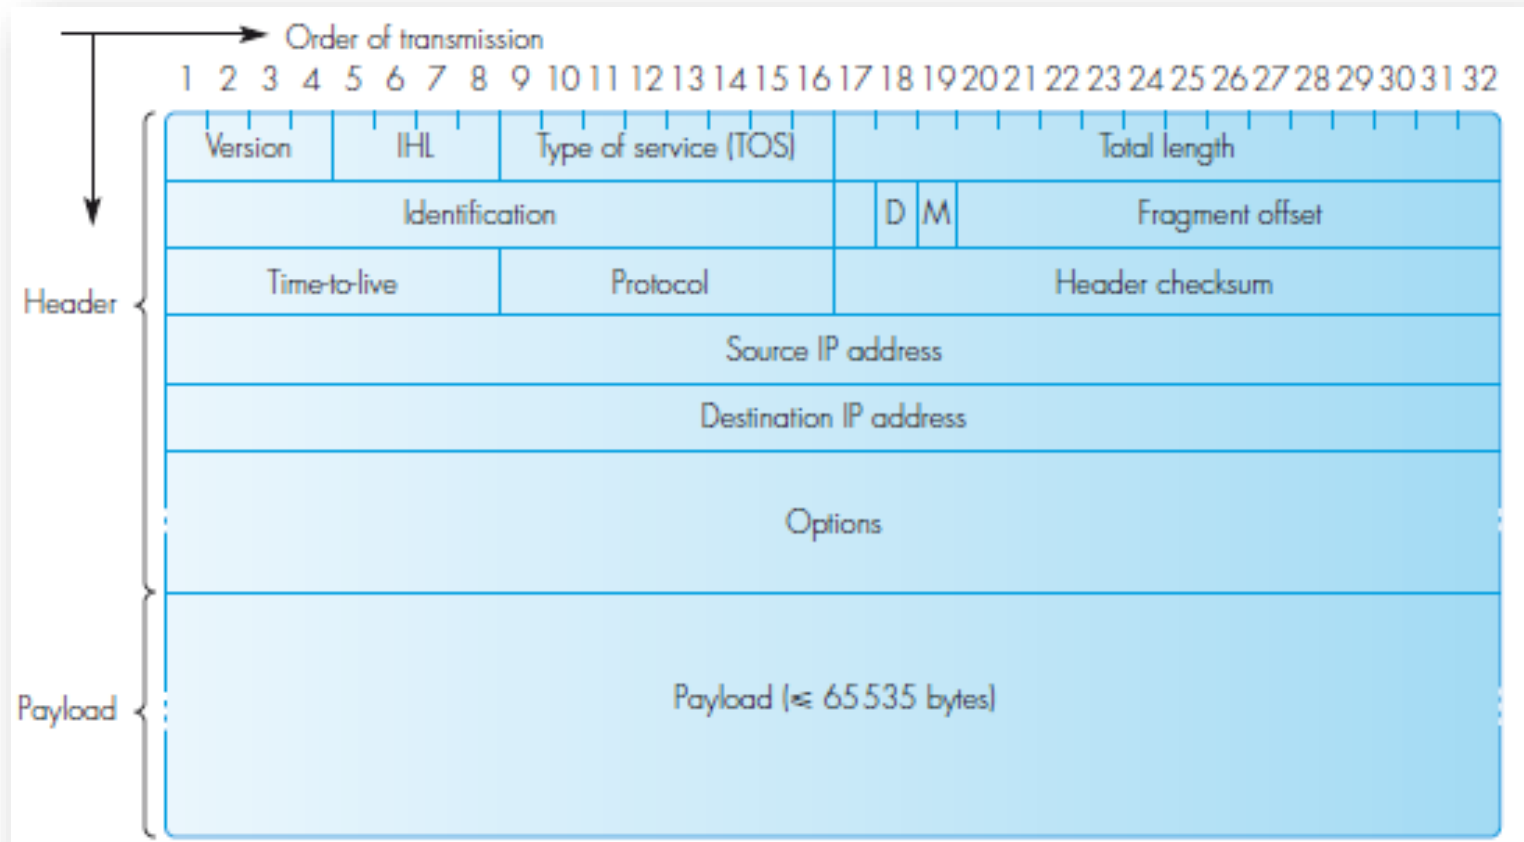 Order of transmission
1 2 3 4 5 6 7 8 9 10 11 12 13 14 15 16 17 18 19 20 21 22 23 24 25 26 27 28 29 30 31 32
Version IHL Type of service (TOS) Total length
Identification D M Fragment offset
Time-to-live Protocol Header checksum
Header
Source IP address
Destination IP address
Options
Payload (⩽ 65535 bytes)
Payload